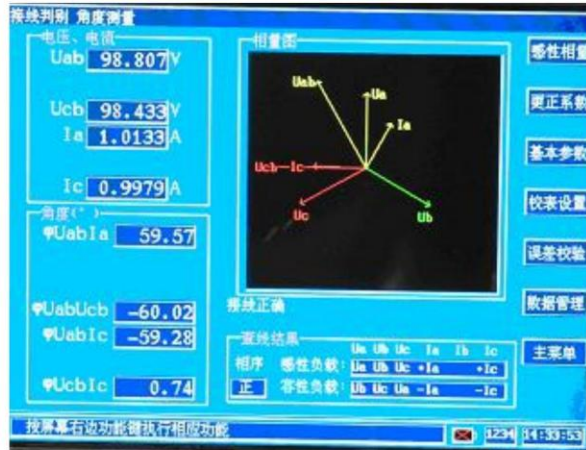 接线判别 角度测量
电压、电流
Uab 98.807 V
Ucb 98.433 V
Ia 1.0133 A
Ic 0.9979 A
角度(°)
φUabIa 59.57
φUabUcb -60.02
φUabIc -59.28
φUcbIc 0.74
相量图
Uab
Ua
Ia
Ucb Ic
Uc
Ub
接线正确
查线结果
Ua Ub Uc Ia Ib Ic
相序 感性负载: Ua Ub Uc +Ia +Ic
正 容性负载: Ub Uc Ua -Ia -Ic
感性相量
更正系数
基本参数
校表设置
误差校验
数据管理
主菜单
按屏幕右边功能键执行相应功能
1234 14:33:53